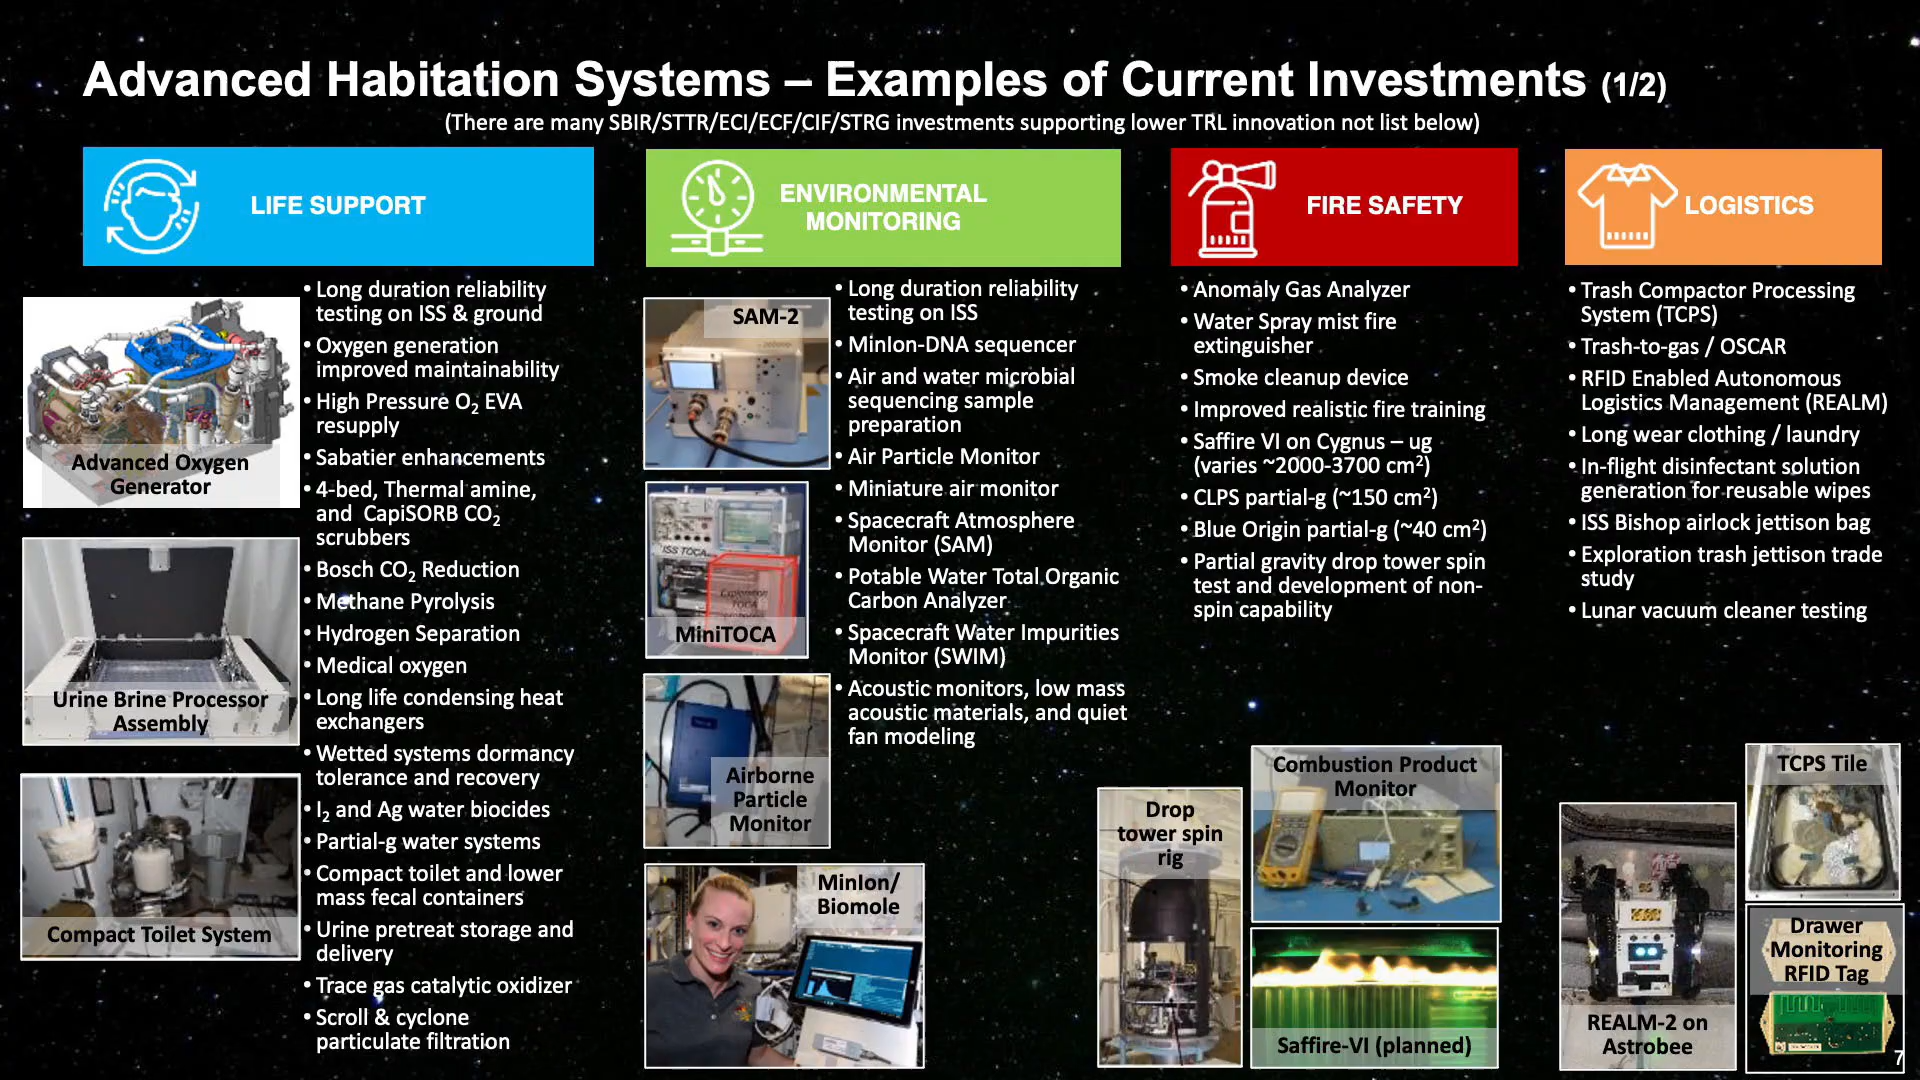 Advanced Habitation Systems – Examples of Current Investments (1/2)
(There are many SBIR/STTR/ECI/ECF/CIF/STRG investments supporting lower TRL innovation not list below)
LIFE SUPPORT
• Long duration reliability
testing on ISS & ground
• Oxygen generation
improved maintainability
• High Pressure O₂ EVA
resupply
• Sabatier enhancements
• 4-bed, Thermal amine,
and CapiSORB CO₂
scrubbers
• Bosch CO₂ Reduction
• Methane Pyrolysis
• Hydrogen Separation
• Medical oxygen
• Long life condensing heat
exchangers
• Wetted systems dormancy
tolerance and recovery
• I₂ and Ag water biocides
• Partial-g water systems
• Compact toilet and lower
mass fecal containers
• Urine pretreat storage and
delivery
• Trace gas catalytic oxidizer
• Scroll & cyclone
particulate filtration
Advanced Oxygen
Generator
Urine Brine Processor
Assembly
Compact Toilet System
ENVIRONMENTAL
MONITORING
• Long duration reliability
testing on ISS
• MinIon-DNA sequencer
• Air and water microbial
sequencing sample
preparation
• Air Particle Monitor
• Miniature air monitor
• Spacecraft Atmosphere
Monitor (SAM)
• Potable Water Total Organic
Carbon Analyzer
• Spacecraft Water Impurities
Monitor (SWIM)
• Acoustic monitors, low mass
acoustic materials, and quiet
fan modeling
SAM-2
ISS TOCA
Exploration
TOCA
MiniTOCA
Airborne
Particle
Monitor
MinIon/
Biomole
FIRE SAFETY
• Anomaly Gas Analyzer
• Water Spray mist fire
extinguisher
• Smoke cleanup device
• Improved realistic fire training
• Saffire VI on Cygnus – ug
(varies ~2000-3700 cm²)
• CLPS partial-g (~150 cm²)
• Blue Origin partial-g (~40 cm²)
• Partial gravity drop tower spin
test and development of non-
spin capability
Drop
tower spin
rig
Combustion Product
Monitor
Saffire-VI (planned)
LOGISTICS
• Trash Compactor Processing
System (TCPS)
• Trash-to-gas / OSCAR
• RFID Enabled Autonomous
Logistics Management (REALM)
• Long wear clothing / laundry
• In-flight disinfectant solution
generation for reusable wipes
• ISS Bishop airlock jettison bag
• Exploration trash jettison trade
study
• Lunar vacuum cleaner testing
REALM-2 on
Astrobee
TCPS Tile
Drawer
Monitoring
RFID Tag
7